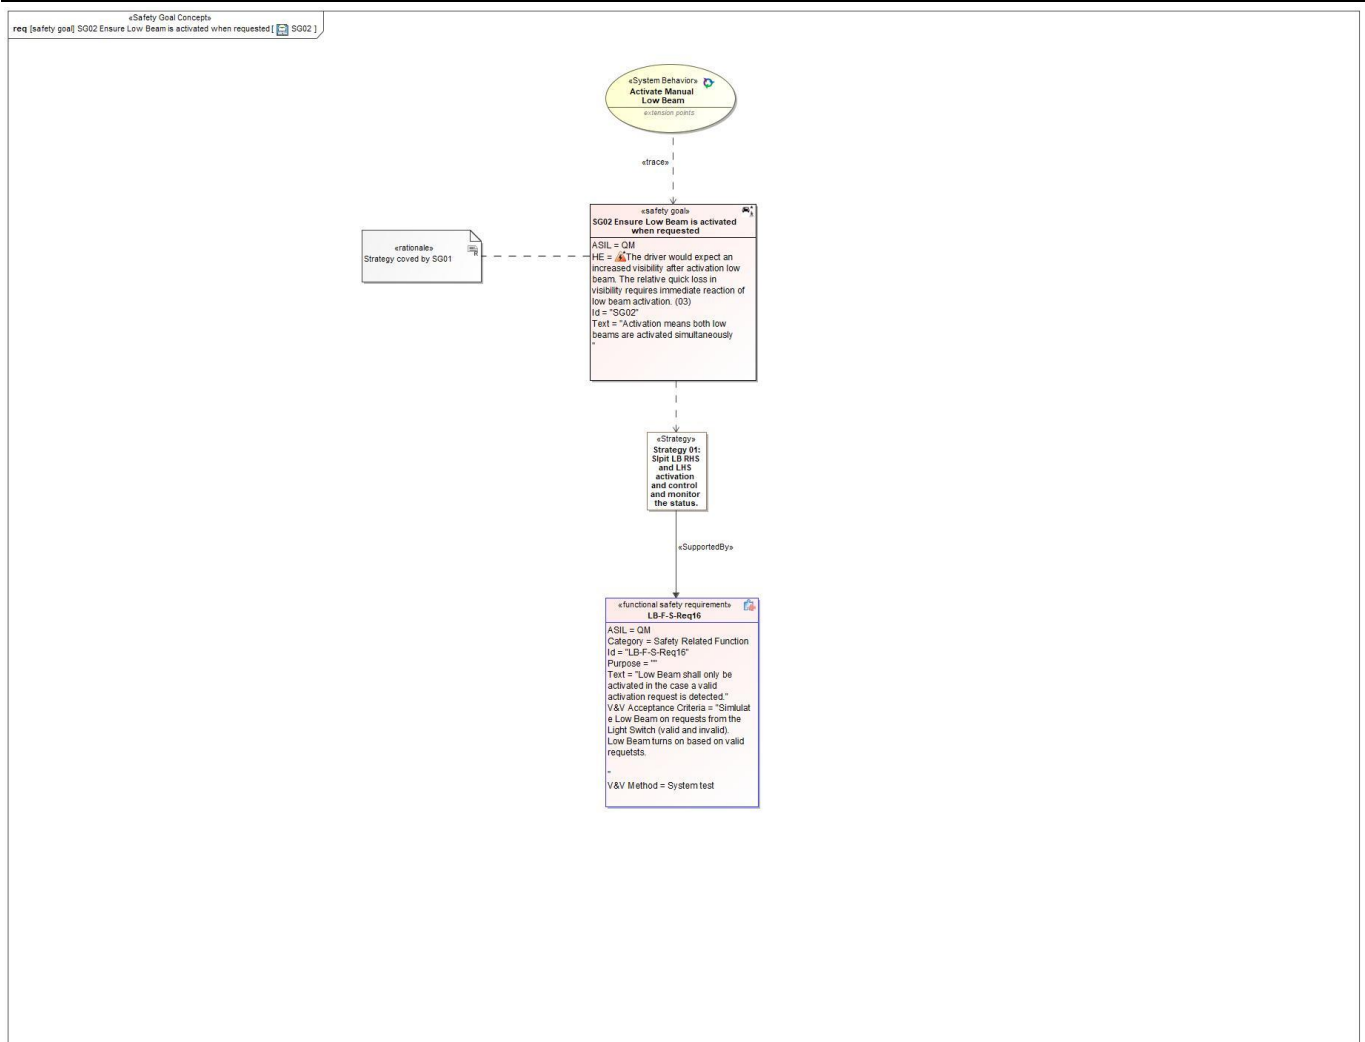 «Safety Goal Concept»
req [safety goal] SG02 Ensure Low Beam is activated when requested [ SG02 ]
«System Behavior»
Activate Manual
Low Beam
extension points
«trace»
«safety goal»
SG02 Ensure Low Beam is activated
when requested
ASIL = QM
HE = The driver would expect an
increased visibility after activation low
beam. The relative quick loss in
visibility requires immediate reaction of
low beam activation. (03)
Id = "SG02"
Text = "Activation means both low
beams are activated simultaneously
"
«rationale»
Strategy coved by SG01
«Strategy»
Strategy 01:
Slpit LB RHS
and LHS
activation
and control
and monitor
the status.
«SupportedBy»
«functional safety requirement»
LB-F-S-Req16
ASIL = QM
Category = Safety Related Function
Id = "LB-F-S-Req16"
Purpose = ""
Text = "Low Beam shall only be
activated in the case a valid
activation request is detected."
V&V Acceptance Criteria = "Simlulat
e Low Beam on requests from the
Light Switch (valid and invalid).
Low Beam turns on based on valid
requetsts.
"
V&V Method = System test